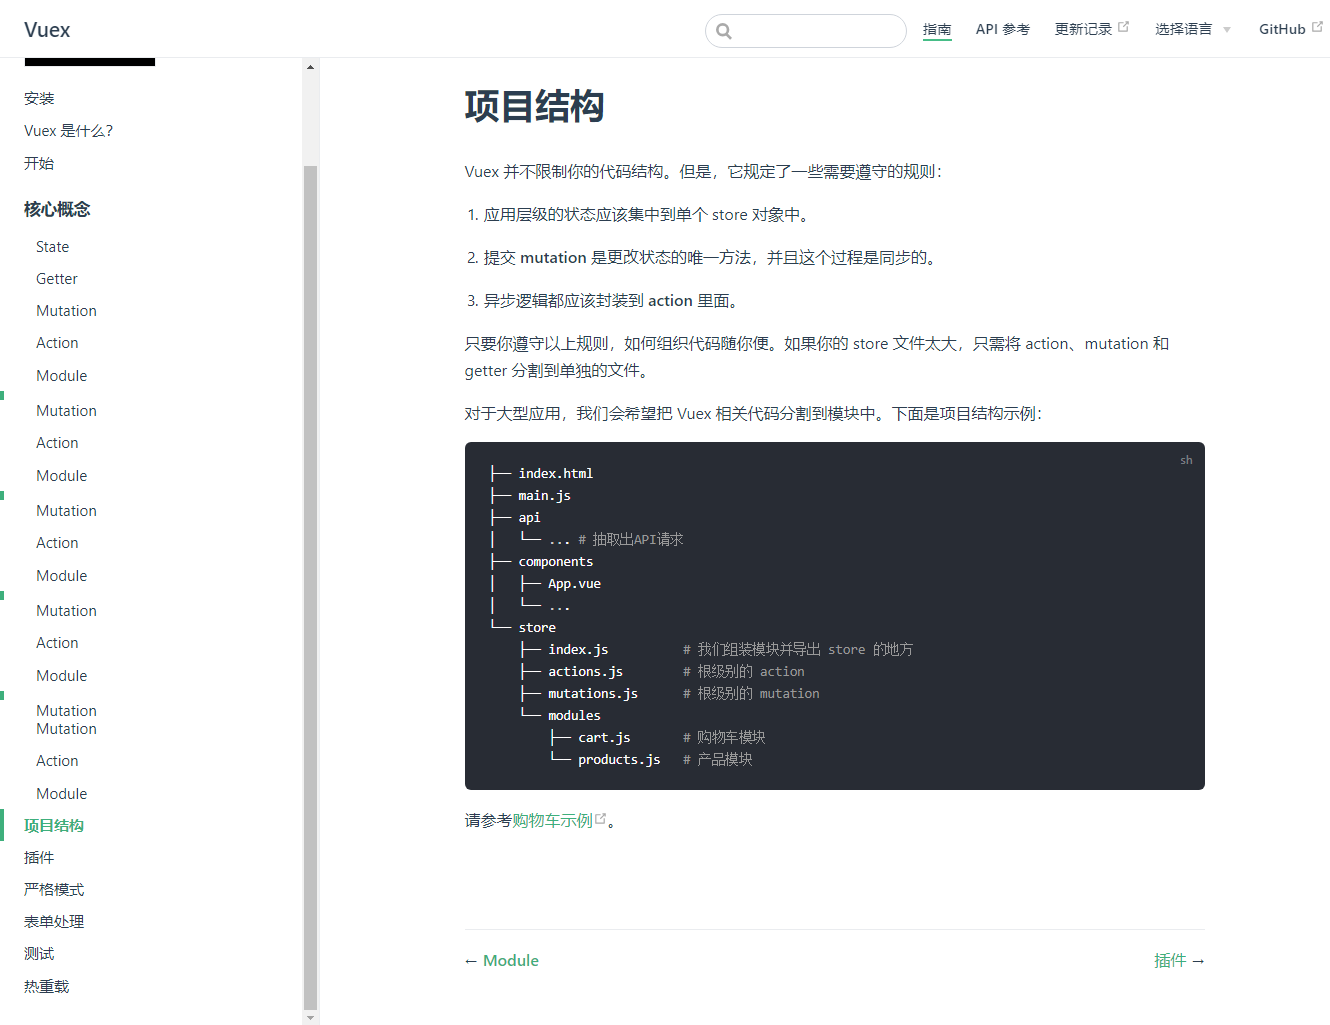 Vuex
指南
API 参考
更新记录
选择语言
GitHub
安装
Vuex 是什么？
开始
核心概念
State
Getter
Mutation
Action
Module
Mutation
Action
Module
Mutation
Action
Module
Mutation
Action
Module
Mutation
Mutation
Action
Module
项目结构
插件
严格模式
表单处理
测试
热重载
项目结构
Vuex 并不限制你的代码结构。但是，它规定了一些需要遵守的规则：
1. 应用层级的状态应该集中到单个 store 对象中。
2. 提交 mutation 是更改状态的唯一方法，并且这个过程是同步的。
3. 异步逻辑都应该封装到 action 里面。
只要你遵守以上规则，如何组织代码随你便。如果你的 store 文件太大，只需将 action、mutation 和
getter 分割到单独的文件。
对于大型应用，我们会希望把 Vuex 相关代码分割到模块中。下面是项目结构示例：
sh
├── index.html
├── main.js
├── api
│   └── ... # 抽取出API请求
├── components
│   ├── App.vue
│   └── ...
└── store
    ├── index.js          # 我们组装模块并导出 store 的地方
    ├── actions.js        # 根级别的 action
    ├── mutations.js      # 根级别的 mutation
    └── modules
        ├── cart.js       # 购物车模块
        └── products.js   # 产品模块
请参考购物车示例。
← Module
插件 →